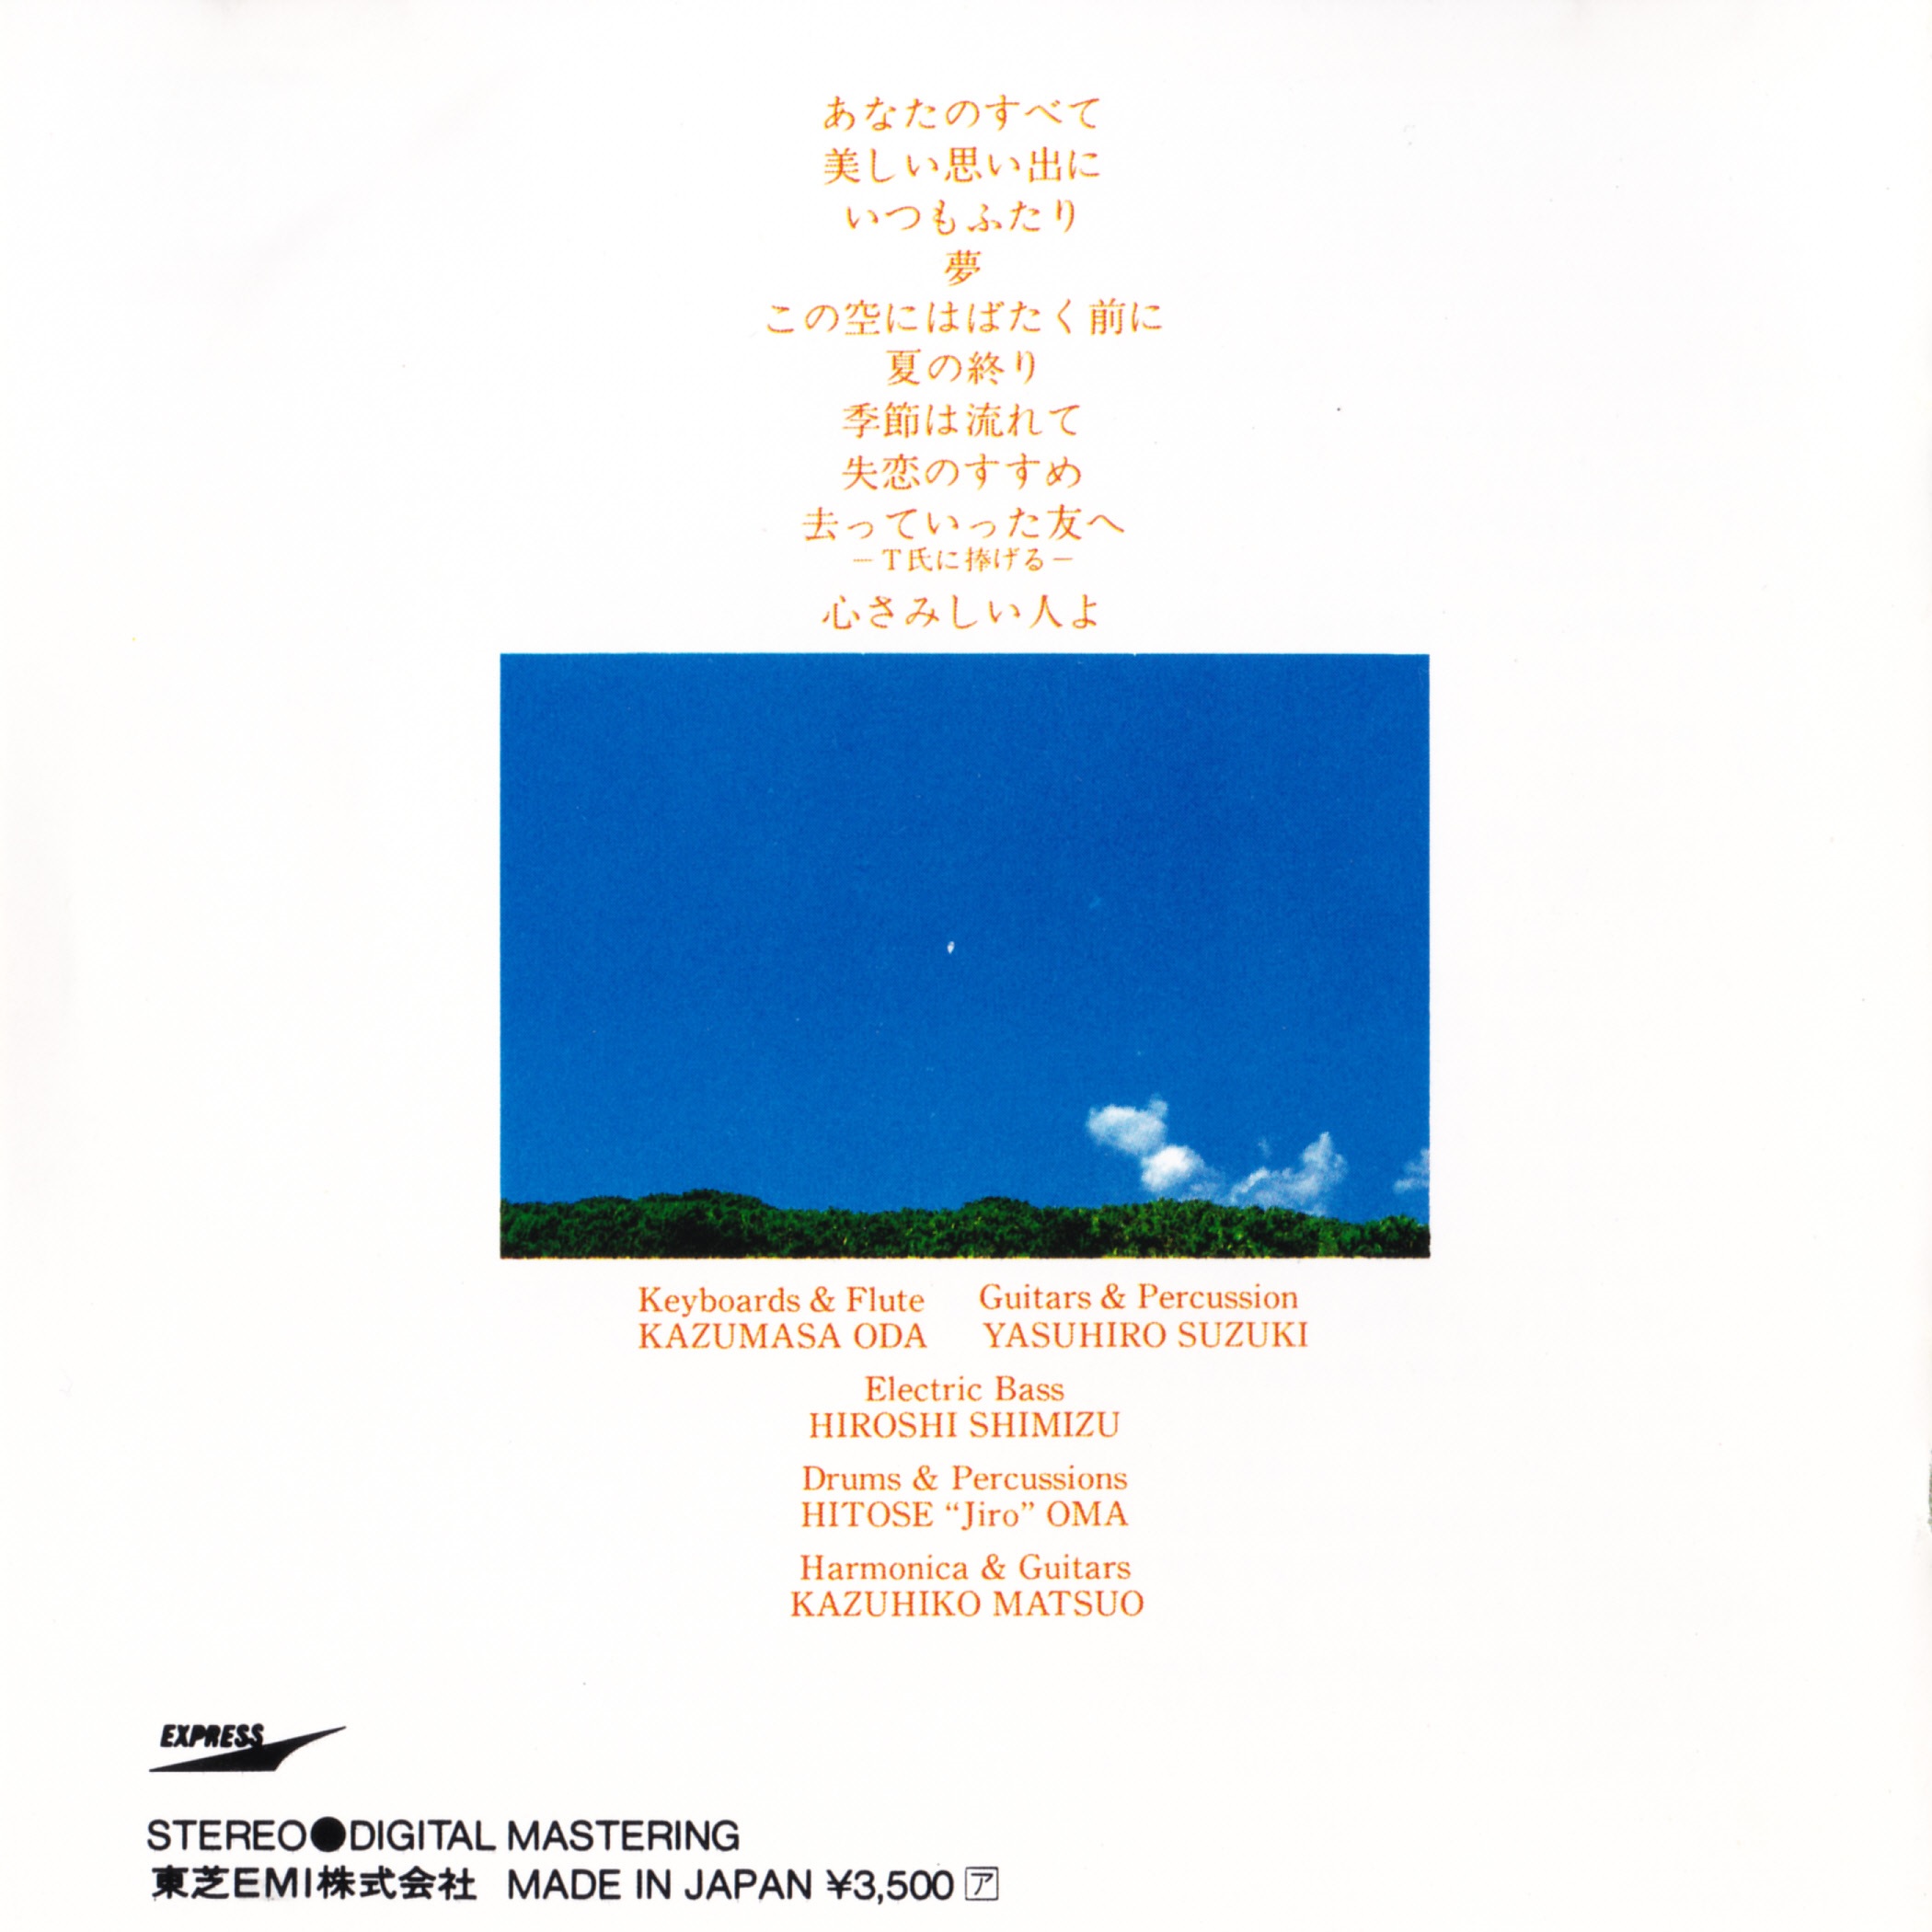 あなたのすべて
美しい思い出に
いつもふたり
夢
この空にはばたく前に
夏の終り
季節は流れて
失恋のすすめ
去っていった友へ
－T氏に捧げる－
心さみしい人よ
Keyboards & Flute Guitars & Percussion
KAZUMASA ODA YASUHIRO SUZUKI
Electric Bass
HIROSHI SHIMIZU
Drums & Percussions
HITOSE “Jiro” OMA
Harmonica & Guitars
KAZUHIKO MATSUO
EXPRESS
STEREO●DIGITAL MASTERING
東芝EMI株式会社 MADE IN JAPAN ¥3,500 ア